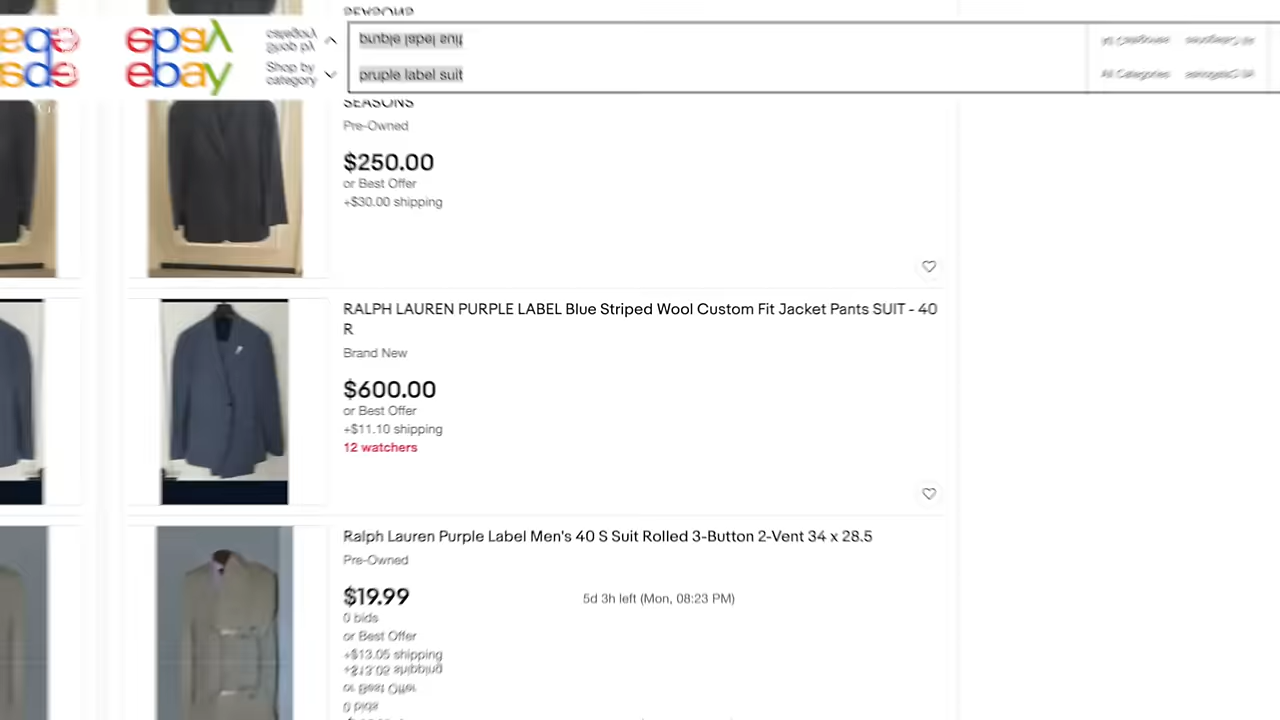 ebay
Shop by
category
pruple label suit
All Categories
SEASONS
Pre-Owned
$250.00
or Best Offer
+$30.00 shipping
RALPH LAUREN PURPLE LABEL Blue Striped Wool Custom Fit Jacket Pants SUIT - 40
R
Brand New
$600.00
or Best Offer
+$11.10 shipping
12 watchers
Ralph Lauren Purple Label Men's 40 S Suit Rolled 3-Button 2-Vent 34 x 28.5
Pre-Owned
$19.99
5d 3h left (Mon, 08:23 PM)
0 bids
or Best Offer
+$13.05 shipping